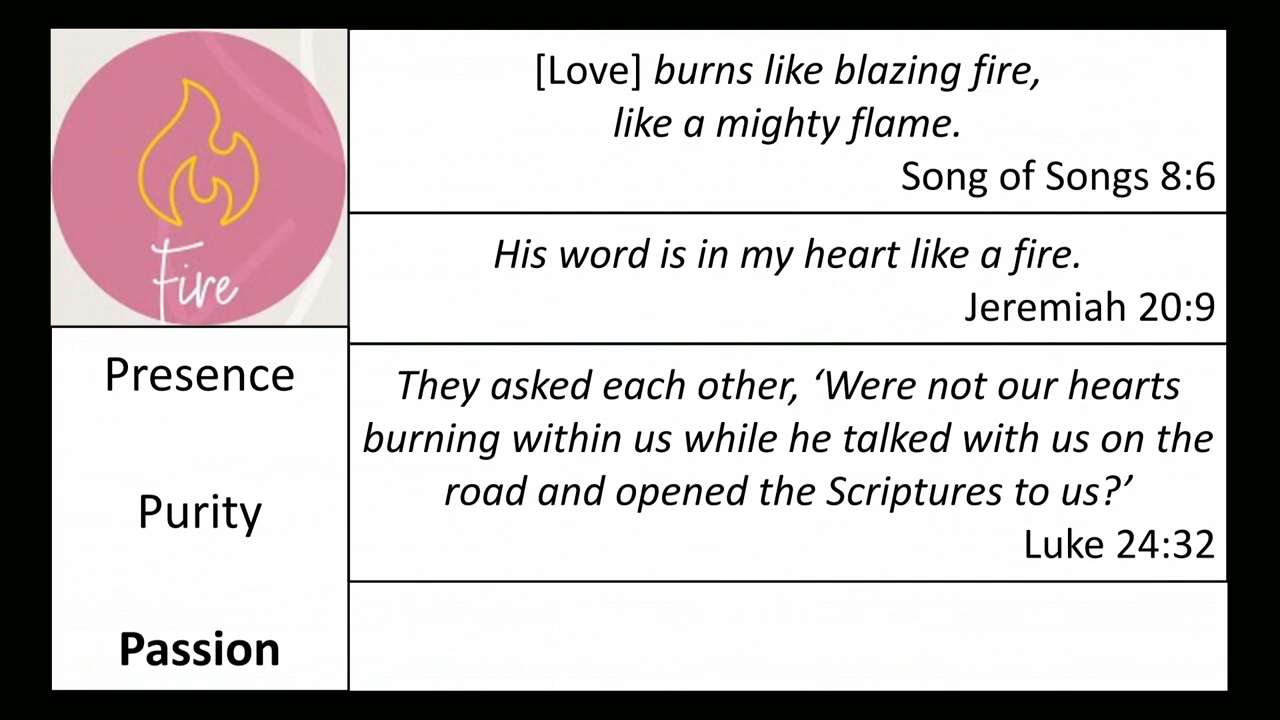 Fire
Presence
Purity
Passion
[Love] burns like blazing fire,
like a mighty flame.
Song of Songs 8:6
His word is in my heart like a fire.
Jeremiah 20:9
They asked each other, ‘Were not our hearts
burning within us while he talked with us on the
road and opened the Scriptures to us?’
Luke 24:32